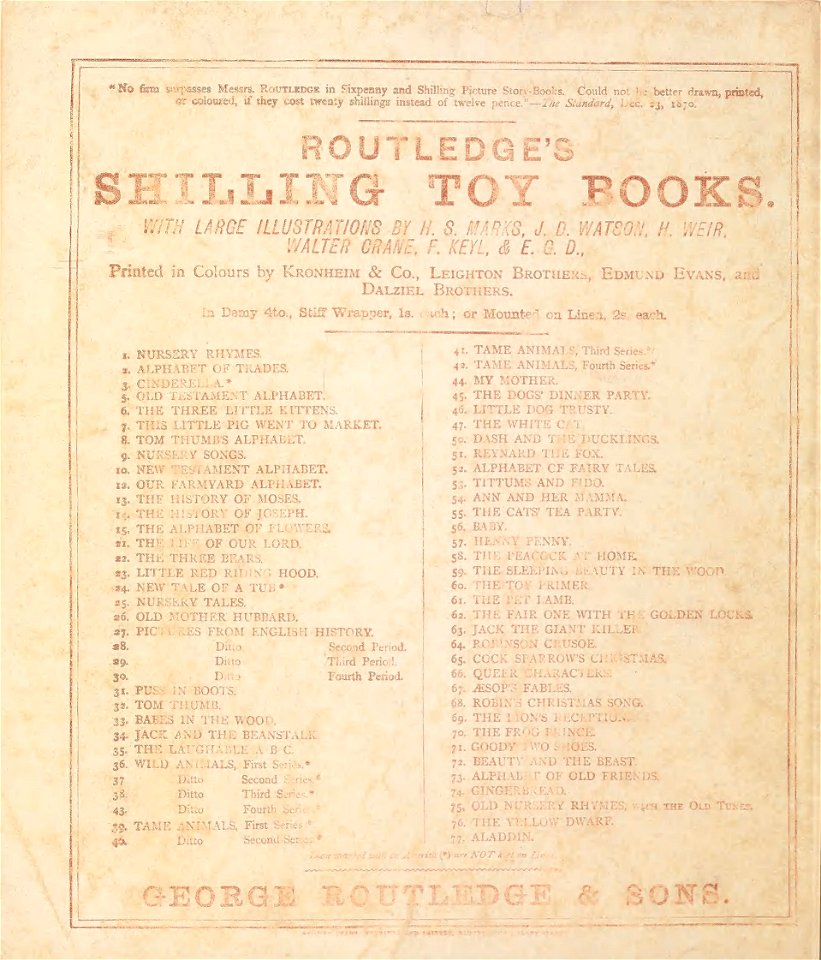 "No firm surpasses Messrs. ROUTLEDGE in Sixpenny and Shilling Picture Story-Books. Could not be better drawn, printed,
or coloured, if they cost twenty shillings instead of twelve pence."—The Standard, Dec. 23, 1870.
ROUTLEDGE'S
SHILLING TOY BOOKS.
WITH LARGE ILLUSTRATIONS BY H. S. MARKS, J. D. WATSON, H. WEIR,
WALTER CRANE, F. KEYL, & E. G. D.,
Printed in Colours by KRONHEIM & CO., LEIGHTON BROTHERS, EDMUND EVANS, and
DALZIEL BROTHERS.
In Demy 4to., Stiff Wrapper, 1s. each; or Mounted on Linen, 2s. each.
1. NURSERY RHYMES.
2. ALPHABET OF TRADES.
3. CINDERELLA.*
5. OLD TESTAMENT ALPHABET.
6. THE THREE LITTLE KITTENS.
7. THIS LITTLE PIG WENT TO MARKET.
8. TOM THUMB'S ALPHABET.
9. NURSERY SONGS.
10. NEW TESTAMENT ALPHABET.
12. OUR FARMYARD ALPHABET.
13. THE HISTORY OF MOSES.
14. THE HISTORY OF JOSEPH.
15. THE ALPHABET OF FLOWERS.
21. THE LIFE OF OUR LORD.
22. THE THREE BEARS.
23. LITTLE RED RIDING HOOD.
24. NEW TALE OF A TUB*
25. NURSERY TALES.
26. OLD MOTHER HUBBARD.
27. PICTURES FROM ENGLISH HISTORY.
28. Ditto Second Period.
29. Ditto Third Period.
30. Ditto Fourth Period.
31. PUSS IN BOOTS.
32. TOM THUMB.
33. BABES IN THE WOOD.
34. JACK AND THE BEANSTALK
35. THE LAUGHABLE A B C.
36. WILD ANIMALS, First Series.*
37 Ditto Second Series.*
38. Ditto Third Series.*
43. Ditto Fourth Series
39. TAME ANIMALS, First Series*
40. Ditto Second Series*
41. TAME ANIMALS, Third Series.*
42. TAME ANIMALS, Fourth Series.*
44. MY MOTHER.
45. THE DOGS' DINNER PARTY.
46. LITTLE DOG TRUSTY.
47. THE WHITE CAT.
50. DASH AND THE DUCKLINGS.
51. REYNARD THE FOX.
52. ALPHABET OF FAIRY TALES.
53. TITTUMS AND FIDO.
54. ANN AND HER MAMMA.
55. THE CATS' TEA PARTY.
56. BABY.
57. HENNY PENNY.
58. THE PEACOCK AT HOME.
59. THE SLEEPING BEAUTY IN THE WOOD.
60. THE TOY PRIMER.
61. THE PET LAMB.
62. THE FAIR ONE WITH THE GOLDEN LOCKS.
63. JACK THE GIANT KILLER.
64. ROBINSON CRUSOE.
65. COCK SPARROW'S CHRISTMAS.
66. QUEER CHARACTERS.
67. ÆSOP'S FABLES.
68. ROBIN'S CHRISTMAS SONG.
69. THE LION'S RECEPTION.
70. THE FROG PRINCE.
71. GOODY TWO SHOES.
72. BEAUTY AND THE BEAST.
73. ALPHABET OF OLD FRIENDS.
74. GINGERBREAD.
75. OLD NURSERY RHYMES, WITH THE OLD TUNES.
76. THE YELLOW DWARF.
77. ALADDIN.
marked with an Asterisk (*) are NOT kept on Linen.
GEORGE ROUTLEDGE & SONS.